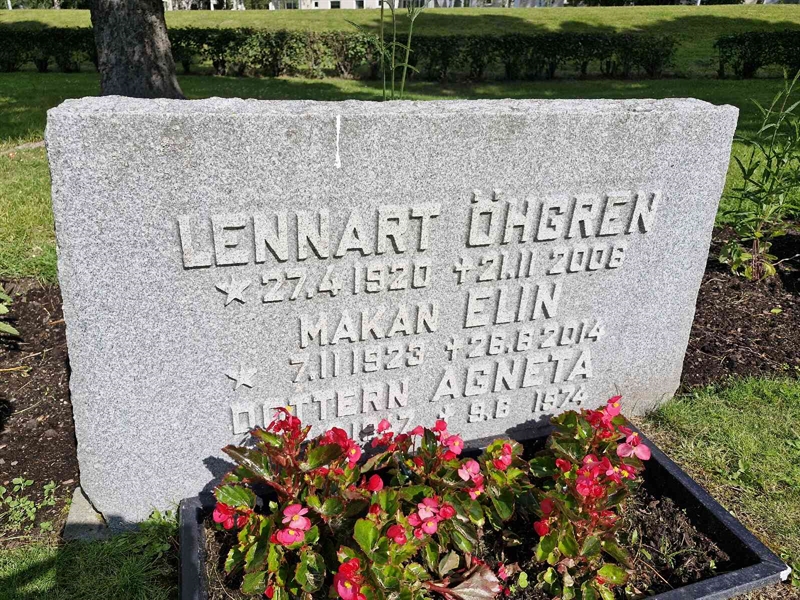 LENNART ÖHGREN
★ 27.4 1920 ✝ 21.11 2006
MAKAN ELIN
★ 7.11 1923 ✝ 26.6 2014
DOTTERN AGNETA
✝ 9.6 1974